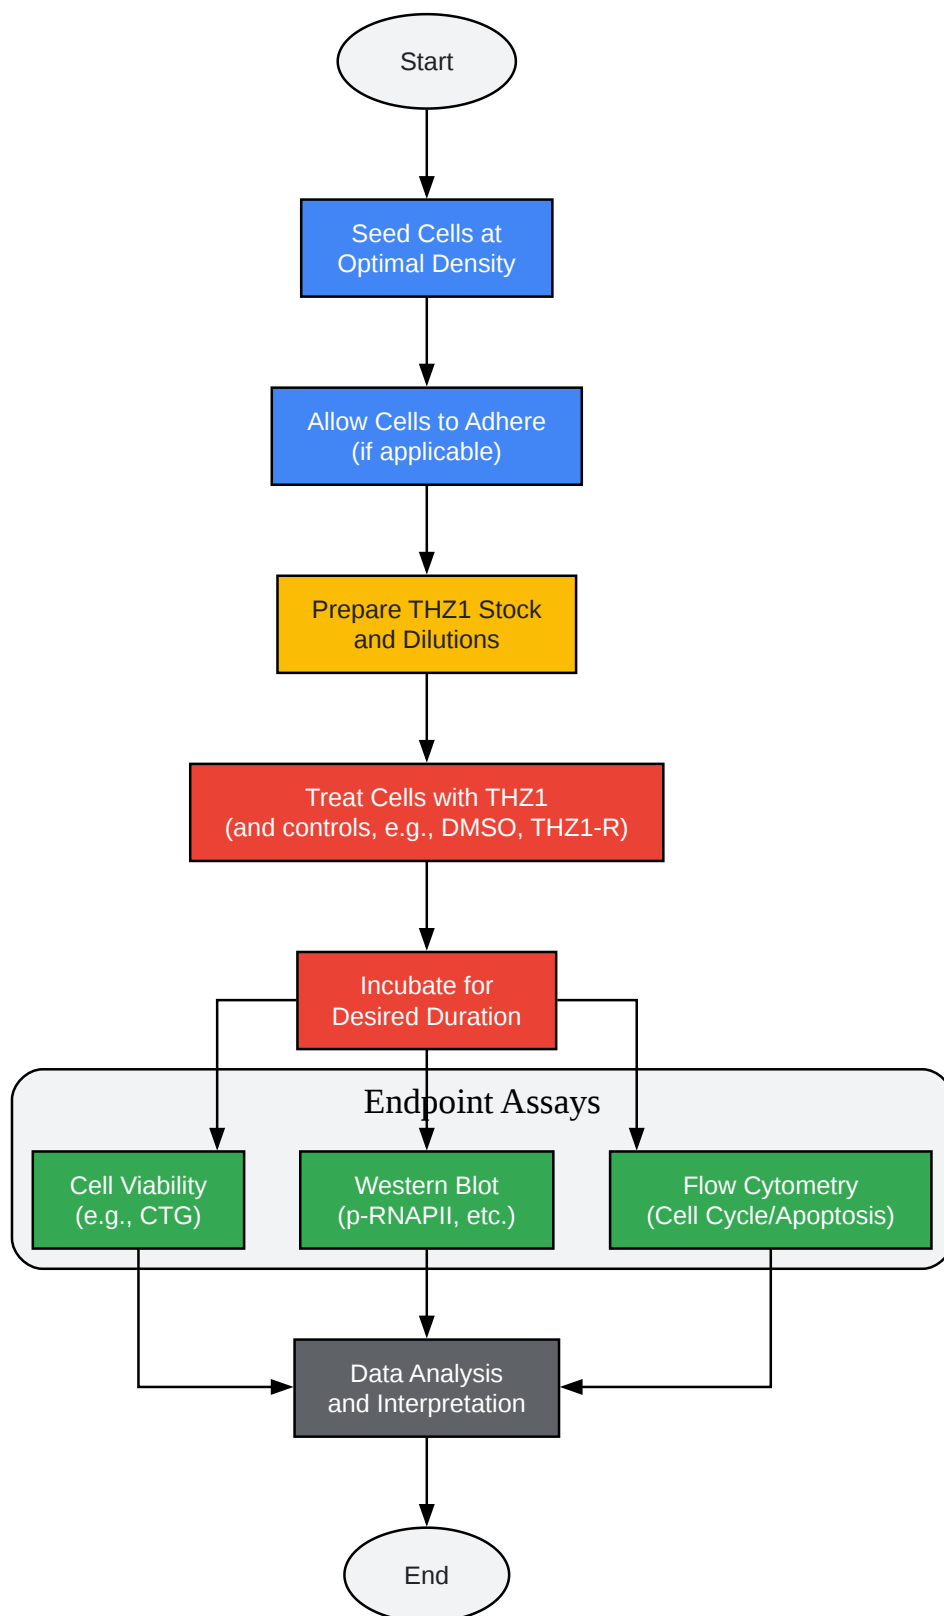 Start
Seed Cells at
Optimal Density
Allow Cells to Adhere
(if applicable)
Prepare THZ1 Stock
and Dilutions
Treat Cells with THZ1
(and controls, e.g., DMSO, THZ1-R)
Incubate for
Desired Duration
Endpoint Assays
Cell Viability
(e.g., CTG)
Western Blot
(p-RNAPII, etc.)
Flow Cytometry
(Cell Cycle/Apoptosis)
Data Analysis
and Interpretation
End